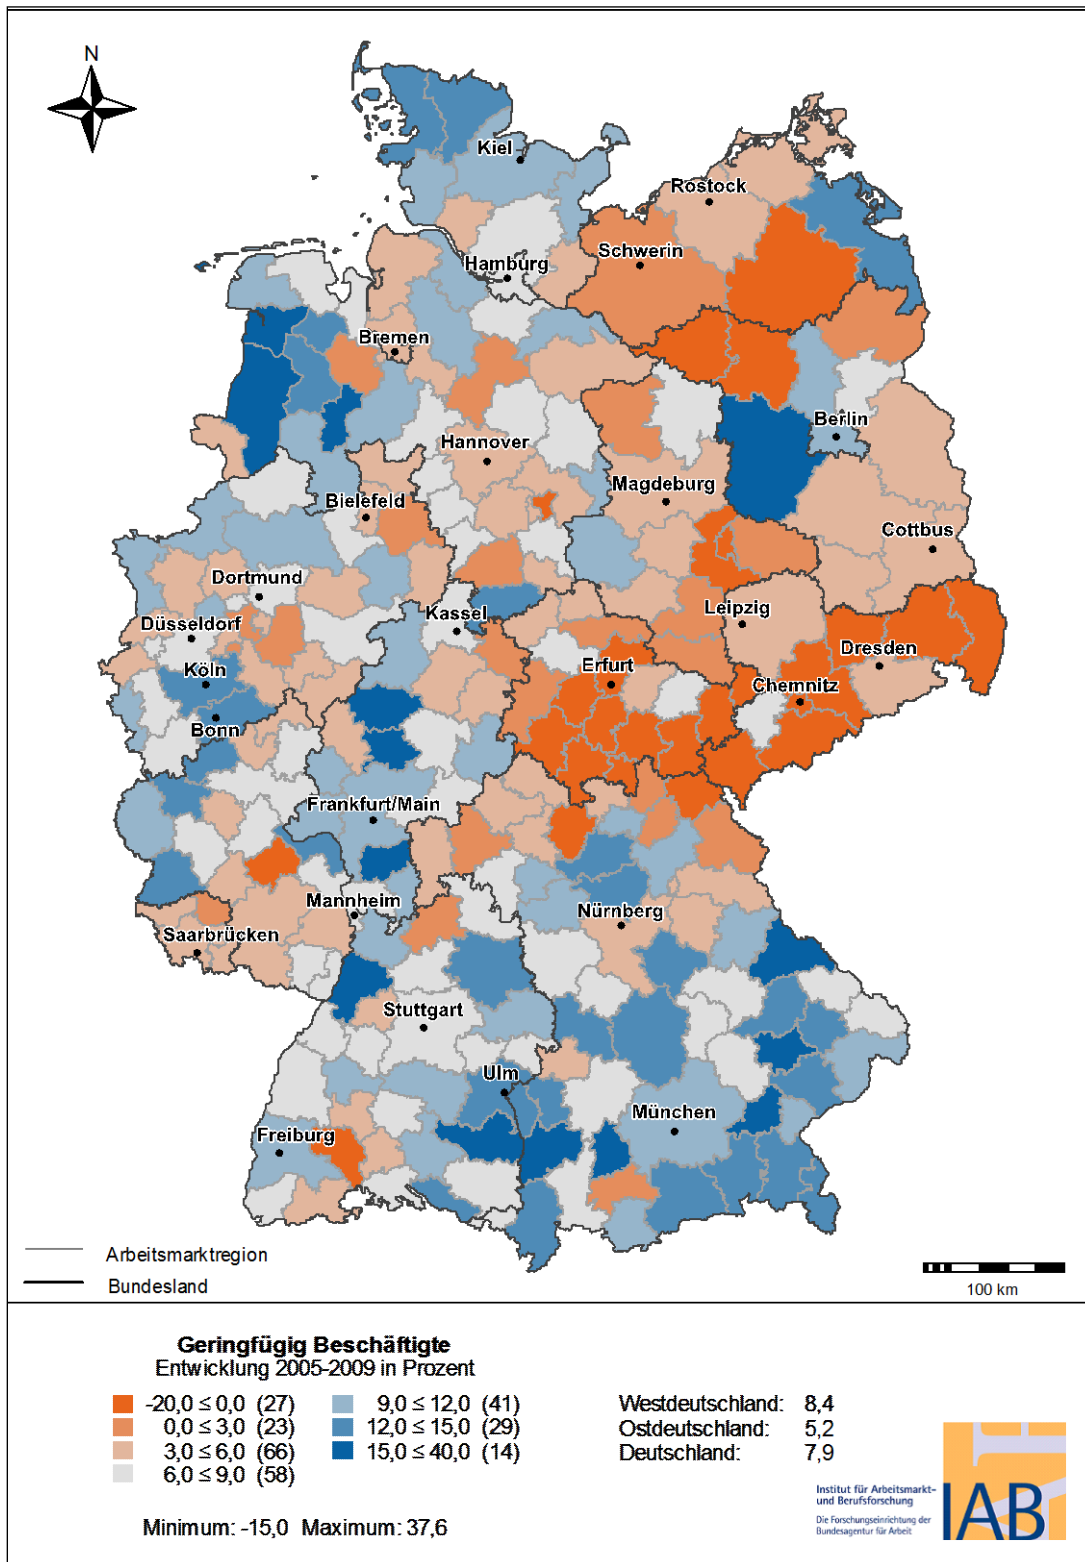 N
Kiel
Rostock
Schwerin
Hamburg
Bremen
Berlin
Hannover
Magdeburg
Bielefeld
Cottbus
Dortmund
Leipzig
Kassel
Düsseldorf
Dresden
Köln
Erfurt
Chemnitz
Bonn
Frankfurt/Main
Mannheim
Nürnberg
Saarbrücken
Stuttgart
Ulm
München
Freiburg
Arbeitsmarktregion
Bundesland
100 km
Geringfügig Beschäftigte
Entwicklung 2005-2009 in Prozent
-20,0 ≤ 0,0 (27)
0,0 ≤ 3,0 (23)
3,0 ≤ 6,0 (66)
6,0 ≤ 9,0 (58)
9,0 ≤ 12,0 (41)
12,0 ≤ 15,0 (29)
15,0 ≤ 40,0 (14)
Westdeutschland: 8,4
Ostdeutschland: 5,2
Deutschland: 7,9
Minimum: -15,0 Maximum: 37,6
Institut für Arbeitsmarkt-
und Berufsforschung
Die Forschungseinrichtung der
Bundesagentur für Arbeit
IAB